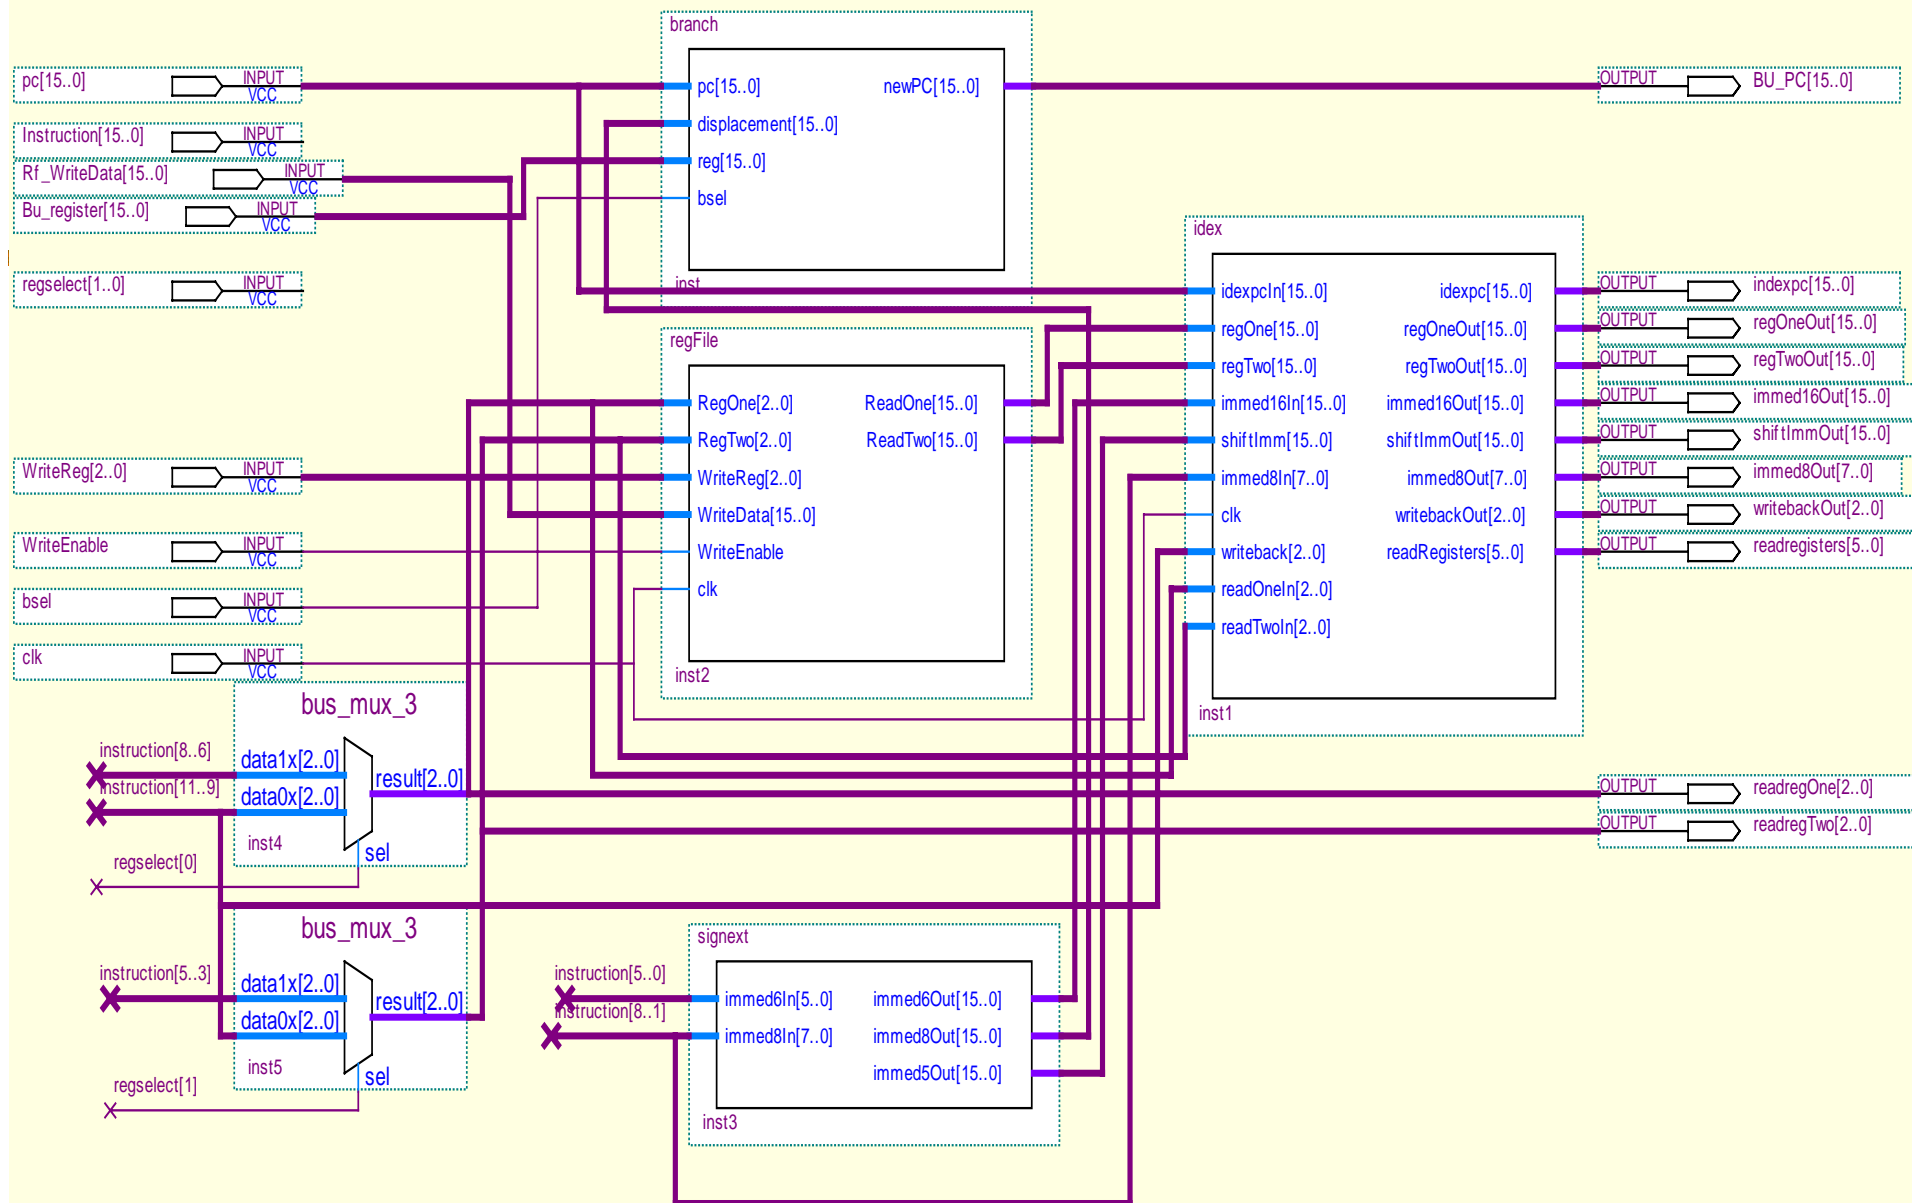 branch
pc[15..0] INPUT VCC
pc[15..0] newPC[15..0]
OUTPUT BU_PC[15..0]
displacement[15..0]
Instruction[15..0] INPUT VCC
reg[15..0]
Rf_WriteData[15..0] INPUT VCC
bsel
Bu_register[15..0] INPUT VCC
inst
regselect[1..0] INPUT VCC
idex
idexpcIn[15..0] idexpc[15..0]
OUTPUT indexpc[15..0]
regOne[15..0] regOneOut[15..0]
OUTPUT regOneOut[15..0]
regTwo[15..0] regTwoOut[15..0]
OUTPUT regTwoOut[15..0]
immed16In[15..0] immed16Out[15..0]
OUTPUT immed16Out[15..0]
shiftImm[15..0] shiftImmOut[15..0]
OUTPUT shiftImmOut[15..0]
immed8In[7..0] immed8Out[7..0]
OUTPUT immed8Out[7..0]
clk writebackOut[2..0]
OUTPUT writebackOut[2..0]
writeback[2..0] readRegisters[5..0]
OUTPUT readregisters[5..0]
readOneIn[2..0]
readTwoIn[2..0]
inst1
regFile
RegOne[2..0] ReadOne[15..0]
RegTwo[2..0] ReadTwo[15..0]
WriteReg[2..0] INPUT VCC
WriteReg[2..0]
WriteData[15..0]
WriteEnable INPUT VCC
WriteEnable
clk
bsel INPUT VCC
clk INPUT VCC
inst2
bus_mux_3
instruction[8..6]
data1x[2..0]
result[2..0]
instruction[11..9]
data0x[2..0]
inst4
sel
regselect[0]
OUTPUT readregOne[2..0]
OUTPUT readregTwo[2..0]
bus_mux_3
instruction[5..3]
data1x[2..0]
result[2..0]
data0x[2..0]
inst5
sel
regselect[1]
signext
instruction[5..0]
immed6In[5..0] immed6Out[15..0]
instruction[8..1]
immed8In[7..0] immed8Out[15..0]
immed5Out[15..0]
inst3